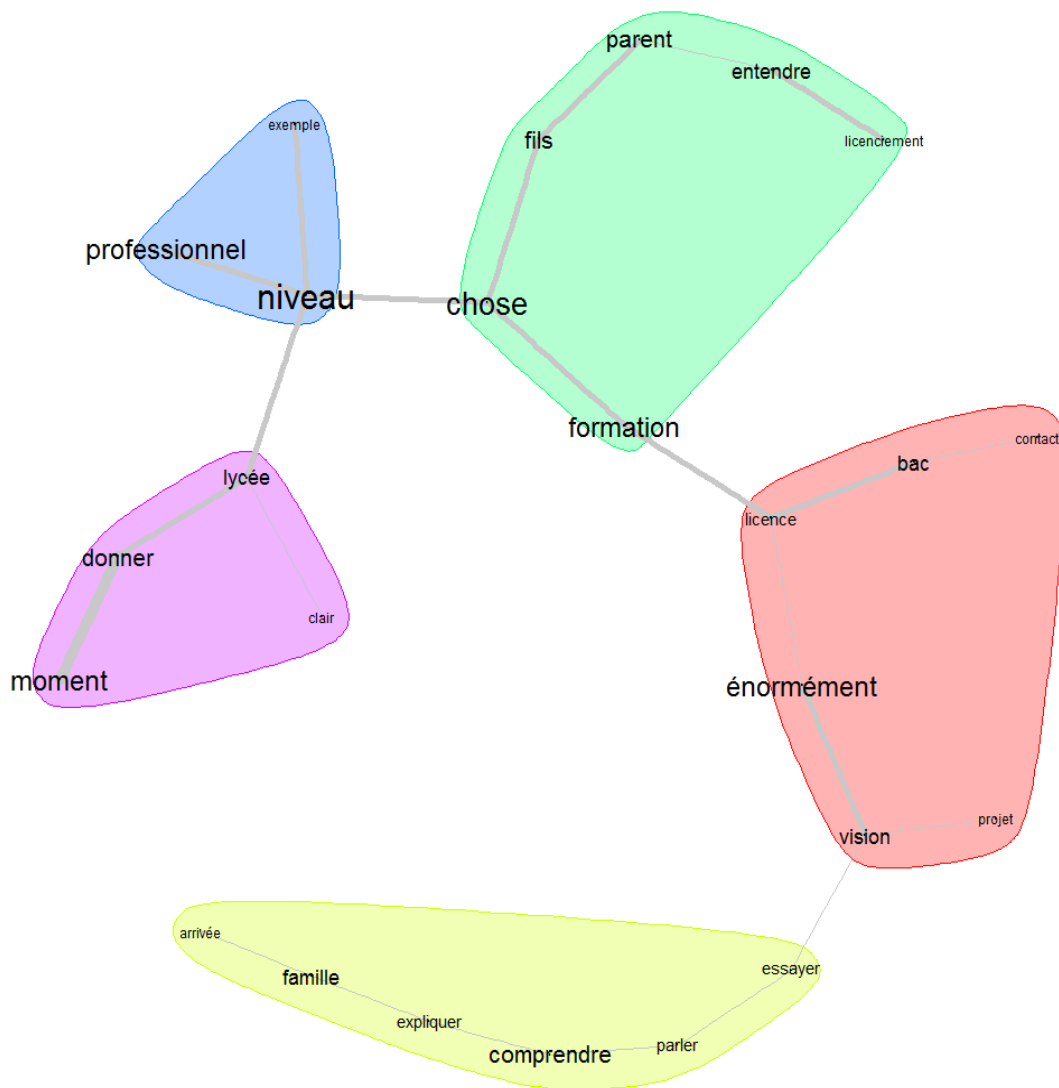 parent
entendre
exemple
fils
licenciement
professionnel
niveau
chose
formation
contact
bac
lycée
licence
donner
clair
moment
énormément
projet
vision
arrivée
essayer
famille
expliquer
parler
comprendre